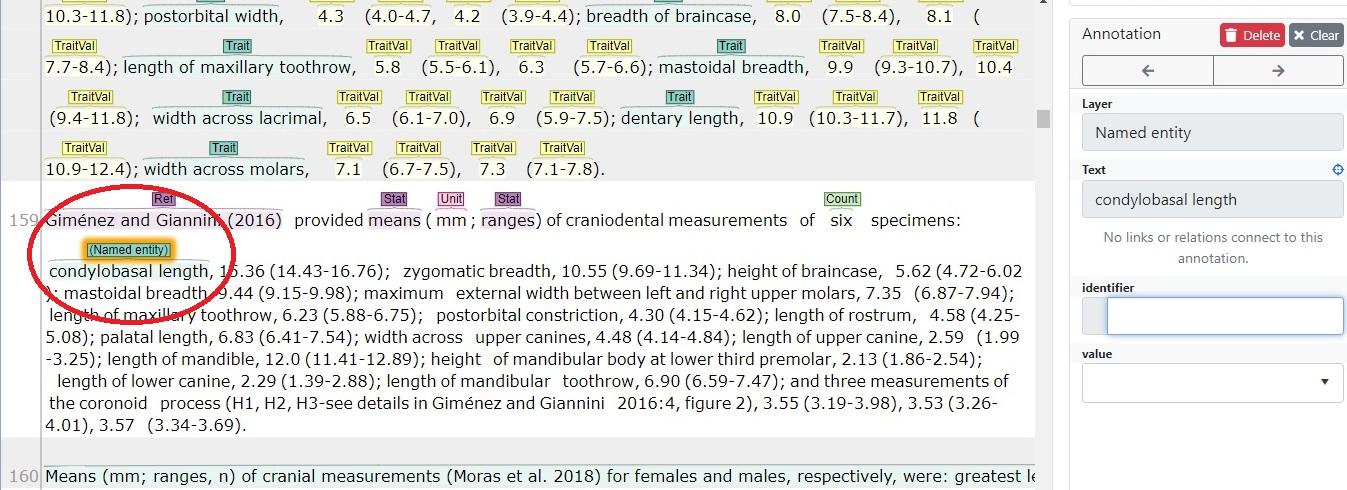 10.3-11.8); postorbital width, 4.3 (4.0-4.7, 4.2 (3.9-4.4); breadth of braincase, 8.0 (7.5-8.4), 8.1 (
TraitVal Trait TraitVal TraitVal TraitVal TraitVal Trait TraitVal TraitVal TraitVal
7.7-8.4); length of maxillary toothrow, 5.8 (5.5-6.1), 6.3 (5.7-6.6); mastoidal breadth, 9.9 (9.3-10.7), 10.4
TraitVal Trait TraitVal TraitVal TraitVal TraitVal Trait TraitVal TraitVal TraitVal
(9.4-11.8); width across lacrimal, 6.5 (6.1-7.0), 6.9 (5.9-7.5); dentary length, 10.9 (10.3-11.7), 11.8 (
TraitVal Trait TraitVal TraitVal TraitVal TraitVal
10.9-12.4); width across molars, 7.1 (6.7-7.5), 7.3 (7.1-7.8).
Ref Stat Unit Stat Count
159 Giménez and Giannini (2016) provided means ( mm ; ranges) of craniodental measurements of six specimens:
(Named entity)
condylobasal length, 15.36 (14.43-16.76); zygomatic breadth, 10.55 (9.69-11.34); height of braincase, 5.62 (4.72-6.02
); mastoidal breadth, 9.44 (9.15-9.98); maximum external width between left and right upper molars, 7.35 (6.87-7.94);
length of maxillary toothrow, 6.23 (5.88-6.75); postorbital constriction, 4.30 (4.15-4.62); length of rostrum, 4.58 (4.25-
5.08); palatal length, 6.83 (6.41-7.54); width across upper canines, 4.48 (4.14-4.84); length of upper canine, 2.59 (1.99
-3.25); length of mandible, 12.0 (11.41-12.89); height of mandibular body at lower third premolar, 2.13 (1.86-2.54);
length of lower canine, 2.29 (1.39-2.88); length of mandibular toothrow, 6.90 (6.59-7.47); and three measurements of
the coronoid process (H1, H2, H3-see details in Giménez and Giannini 2016:4, figure 2), 3.55 (3.19-3.98), 3.53 (3.26-
4.01), 3.57 (3.34-3.69).
160 Means (mm; ranges, n) of cranial measurements (Moras et al. 2018) for females and males, respectively, were: greatest le
Annotation Delete Clear
Layer
Named entity
Text
condylobasal length
No links or relations connect to this
annotation.
identifier
value